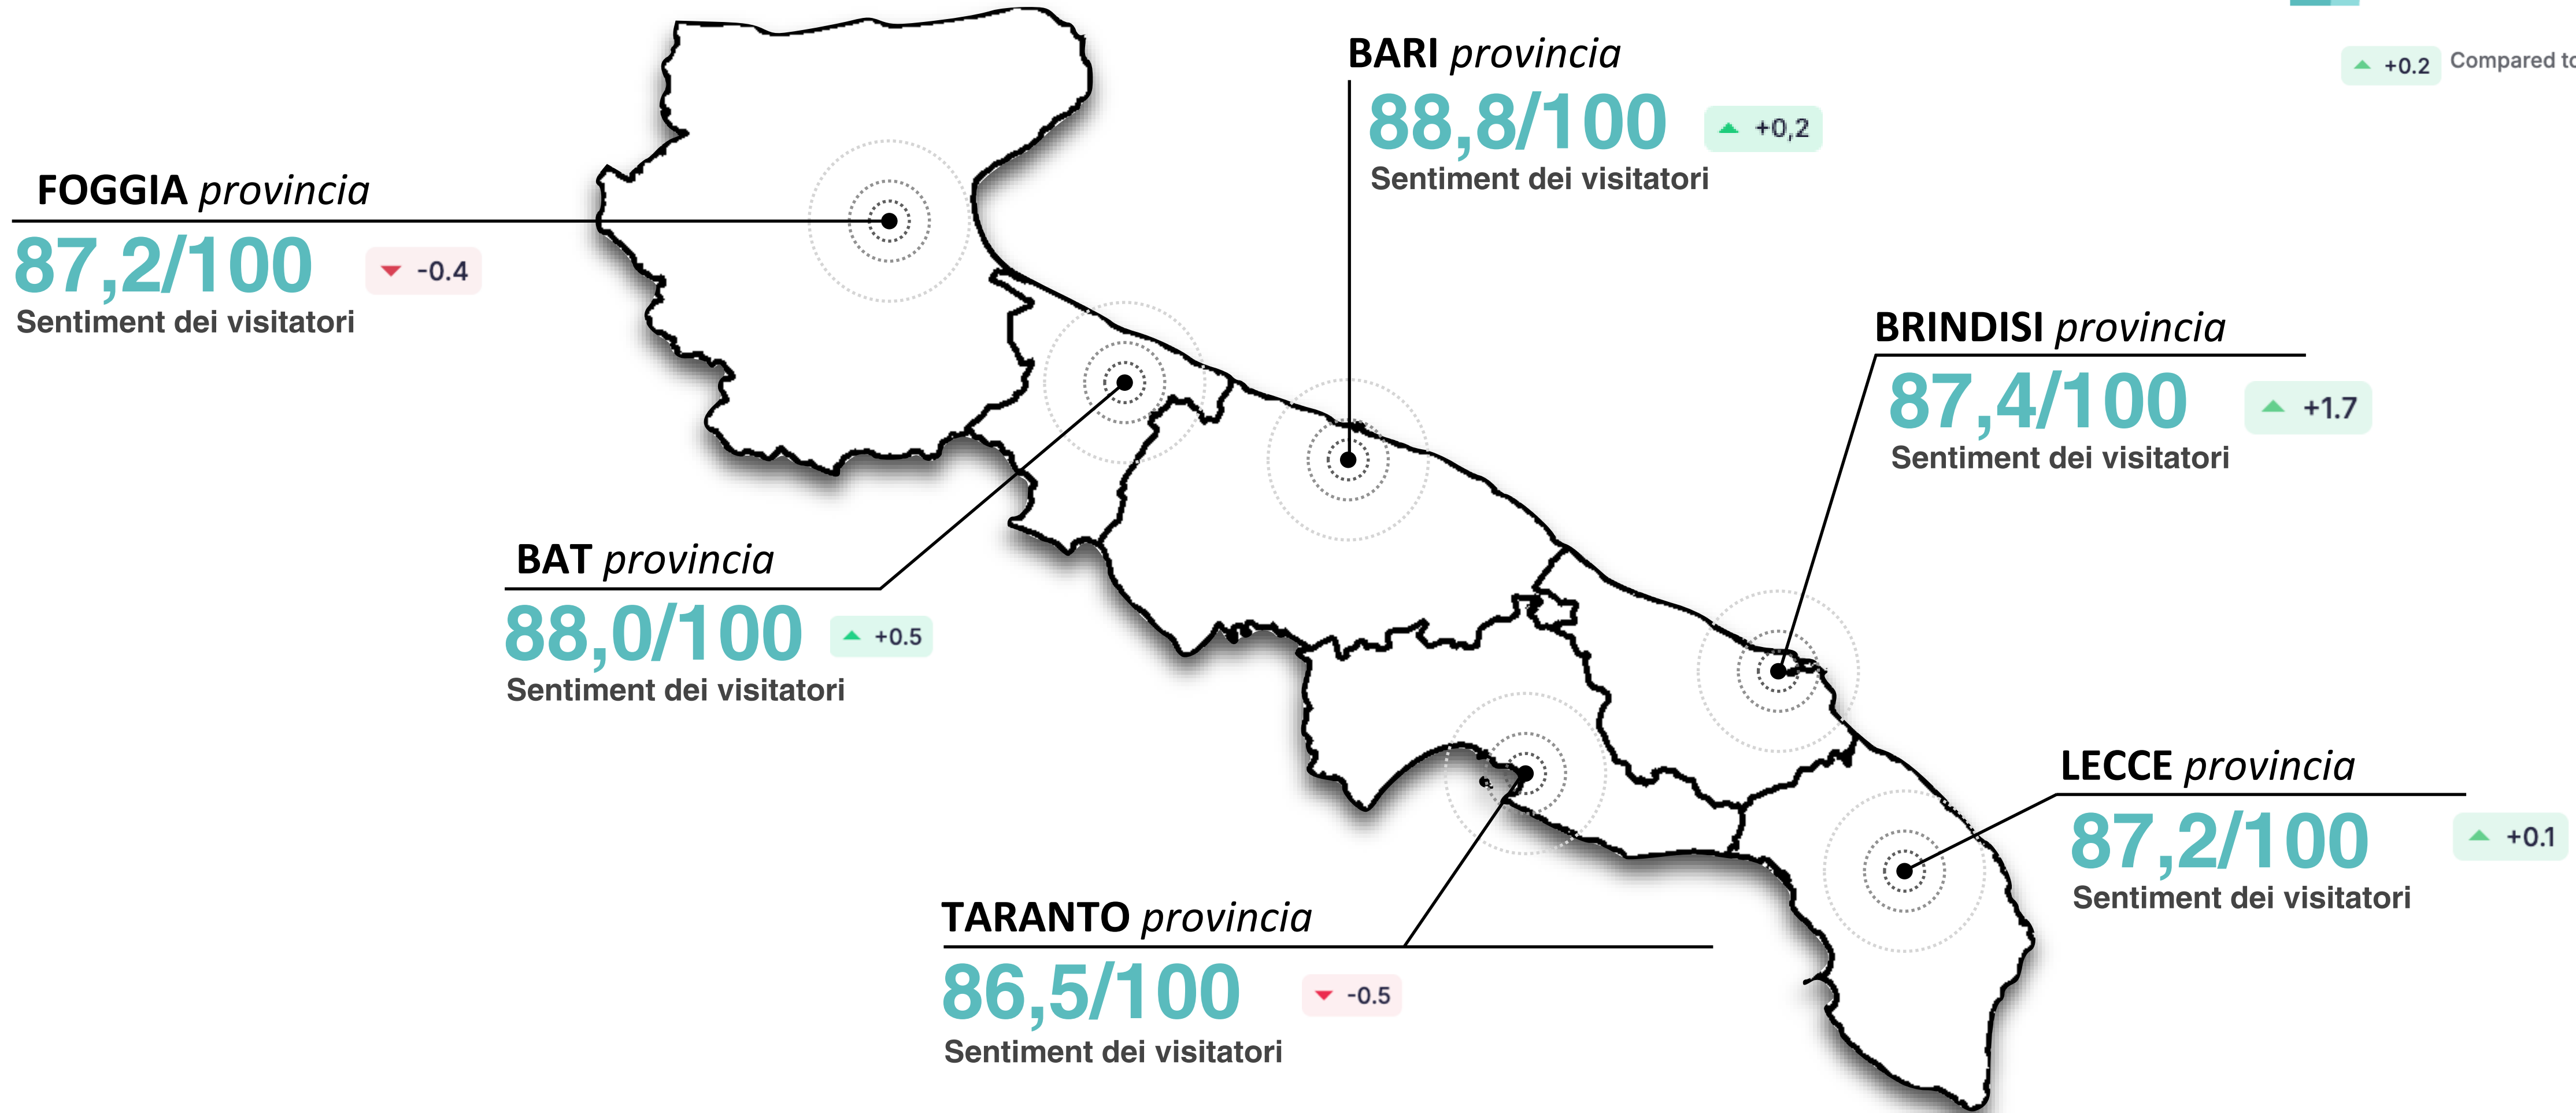 BARI provincia
88,8/100 +0,2
Sentiment dei visitatori
+0.2 Compared
FOGGIA provincia
87,2/100 -0.4
Sentiment dei visitatori
BRINDISI provincia
87,4/100 +1.7
Sentiment dei visitatori
BAT provincia
88,0/100 +0.5
Sentiment dei visitatori
LECCE provincia
87,2/100 +0.1
Sentiment dei visitatori
TARANTO provincia
86,5/100 -0.5
Sentiment dei visitatori